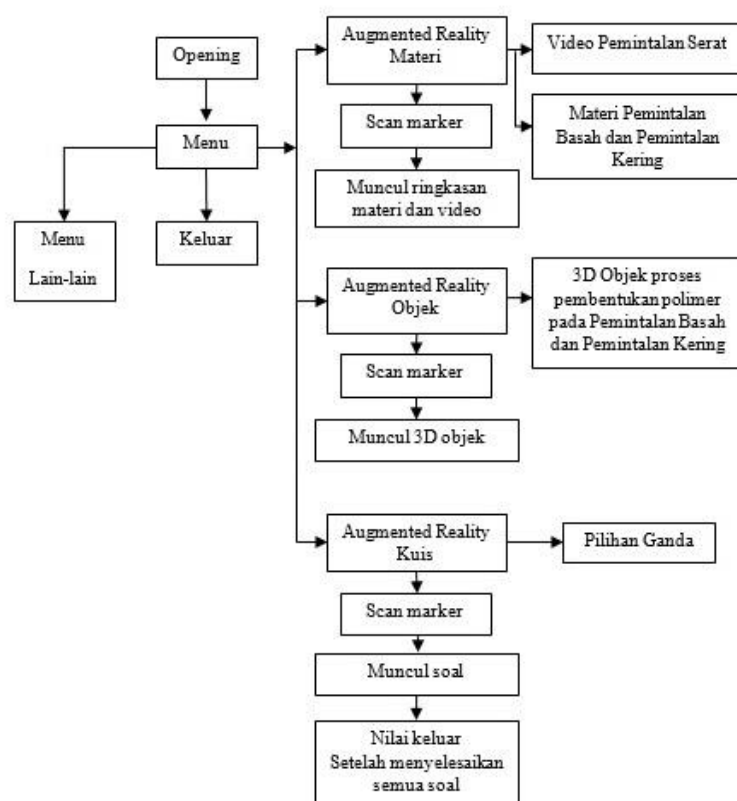 Opening
Menu
Menu
Lain-lain
Keluar
Augmented Reality
Materi
Scan marker
Muncul ringkasan
materi dan video
Video Pemintalan Serat
Materi Pemintalan
Basah dan Pemintalan
Kering
Augmented Reality
Objek
Scan marker
Muncul 3D objek
3D Objek proses
pembentukan polimer
pada Pemintalan Basah
dan Pemintalan Kering
Augmented Reality
Kuis
Scan marker
Muncul soal
Nilai keluar
Setelah menyelesaikan
semua soal
Pilihan Ganda